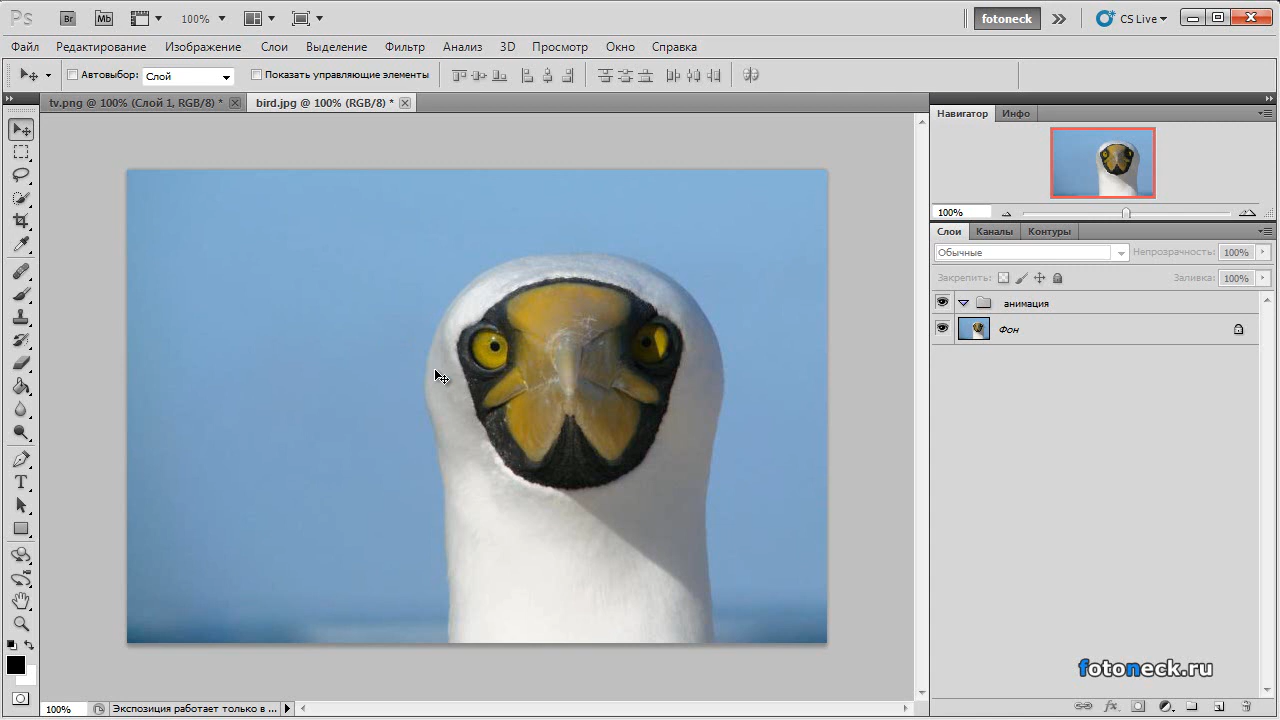 Ps Br Mb 100% fotoneck CS Live
Файл Редактирование Изображение Слои Выделение Фильтр Анализ 3D Просмотр Окно Справка
Автовыбор: Слой Показать управляющие элементы
tv.png @ 100% (Слой 1, RGB/8) * bird.jpg @ 100% (RGB/8) *
Навигатор Инфо
100%
Слои Каналы Контуры
Обычные Непрозрачность: 100%
Закрепить: Заливка: 100%
анимация
Фон
T
fotoneck.ru
fx
100% Экспозиция работает только в ...